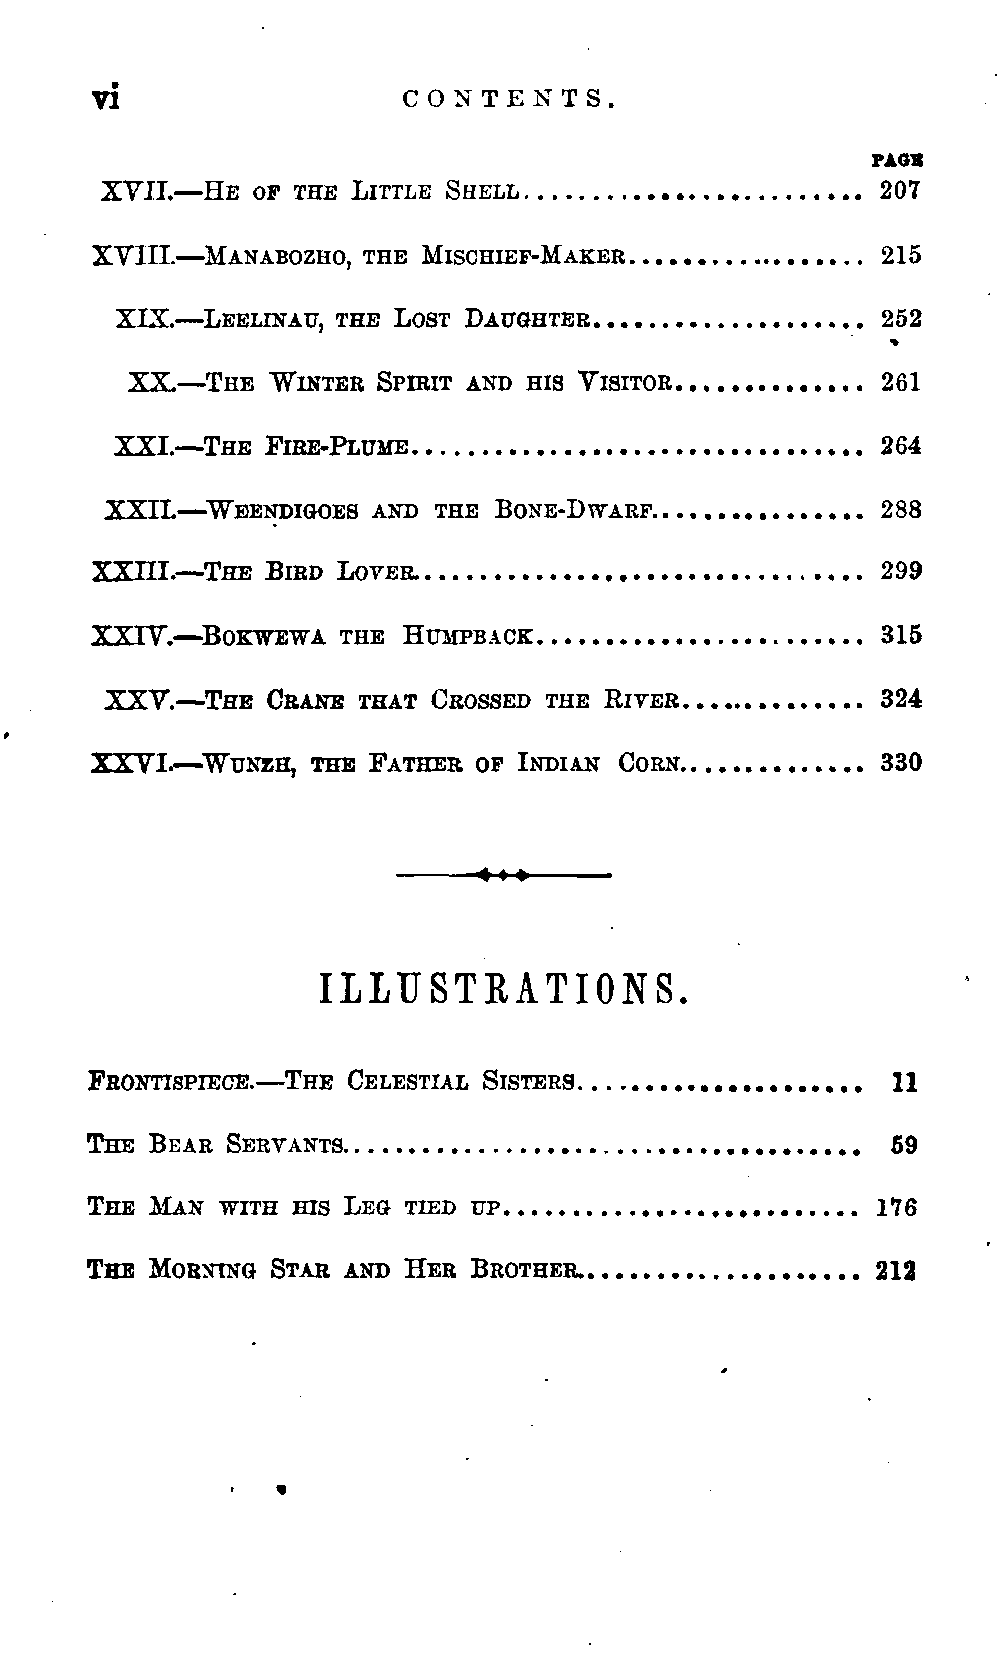 vi CONTENTS.
PAGE
XVII.—He of the Little Shell......................... 207
XVIII.—Manabozho, the Mischief-Maker.................. 215
XIX.—Leelinau, the Lost Daughter.................... 252
XX.—The Winter Spirit and his Visitor.............. 261
XXI.—The Fire-Plume................................. 264
XXII.—Weendigoes and the Bone-Dwarf................ 288
XXIII.—The Bird Lover................................. 299
XXIV.—Bokwewa the Humpback........................ 315
XXV.—The Crane that Crossed the River.............. 324
XXVI.—Wunzh, the Father of Indian Corn.............. 330
ILLUSTRATIONS.
Frontispiece.—The Celestial Sisters..................... 11
The Bear Servants...................................... 59
The Man with his Leg tied up.......................... 176
The Morning Star and Her Brother..................... 212